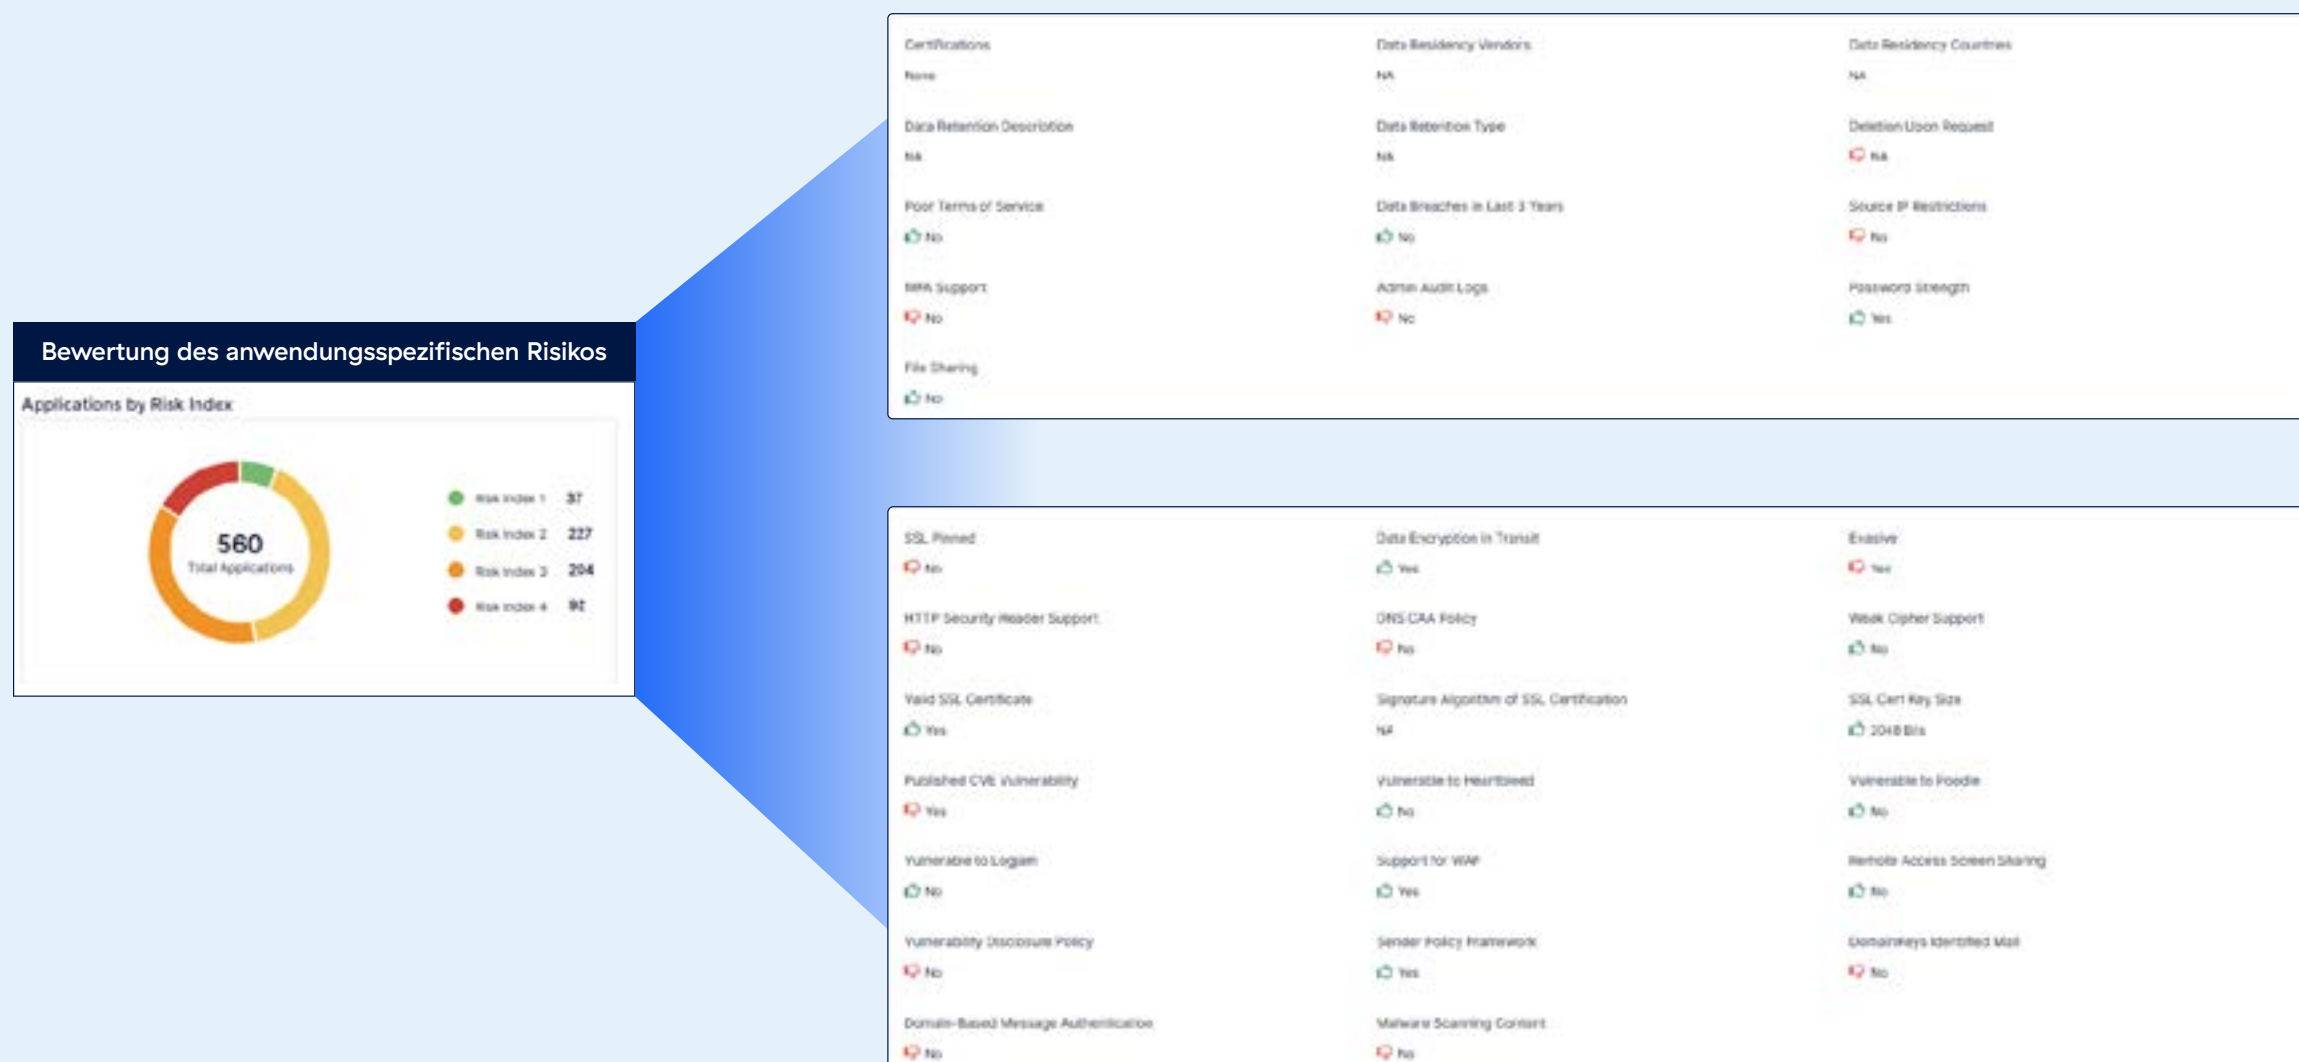 Certifications Data Residency Vendors Data Residency Countries
None NA NA
Data Retention Description Data Retention Type Deletion Upon Request
NA NA NA
Poor Terms of Service Data Breaches in Last 3 Years Source IP Restrictions
No No No
MFA Support Admin Audit Logs Password Strength
No No Yes
File Sharing
No
Bewertung des anwendungsspezifischen Risikos
Applications by Risk Index
560
Total Applications
Risk Index 1 37
Risk Index 2 227
Risk Index 3 204
Risk Index 4 92
SSL Pinned Data Encryption in Transit Evasive
No Yes Yes
HTTP Security Header Support DNS CAA Policy Weak Cipher Support
No No No
Valid SSL Certificate Signature Algorithm of SSL Certification SSL Cert Key Size
Yes NA 2048 Bits
Published CVE Vulnerability Vulnerable to Heartbleed Vulnerable to Poodle
Yes No No
Vulnerable to Logjam Support for WAF Remote Access Screen Sharing
No Yes No
Vulnerability Disclosure Policy Sender Policy Framework DomainKeys Identified Mail
No Yes No
Domain-Based Message Authentication Malware Scanning Content
No No